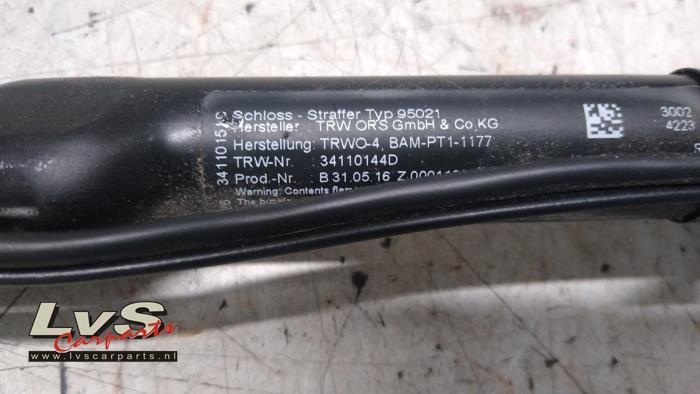 Schloss - Straffer Typ 95021
Hersteller : TRW ORS GmbH & Co.KG
Herstellung: TRWO-4, BAM-PT1-1177
TRW-Nr. : 34110144D
Prod.-Nr. : B 31.05.16
Warning: Contents
The
3002
4223
LvS
Carparts
www.lvscarparts.nl